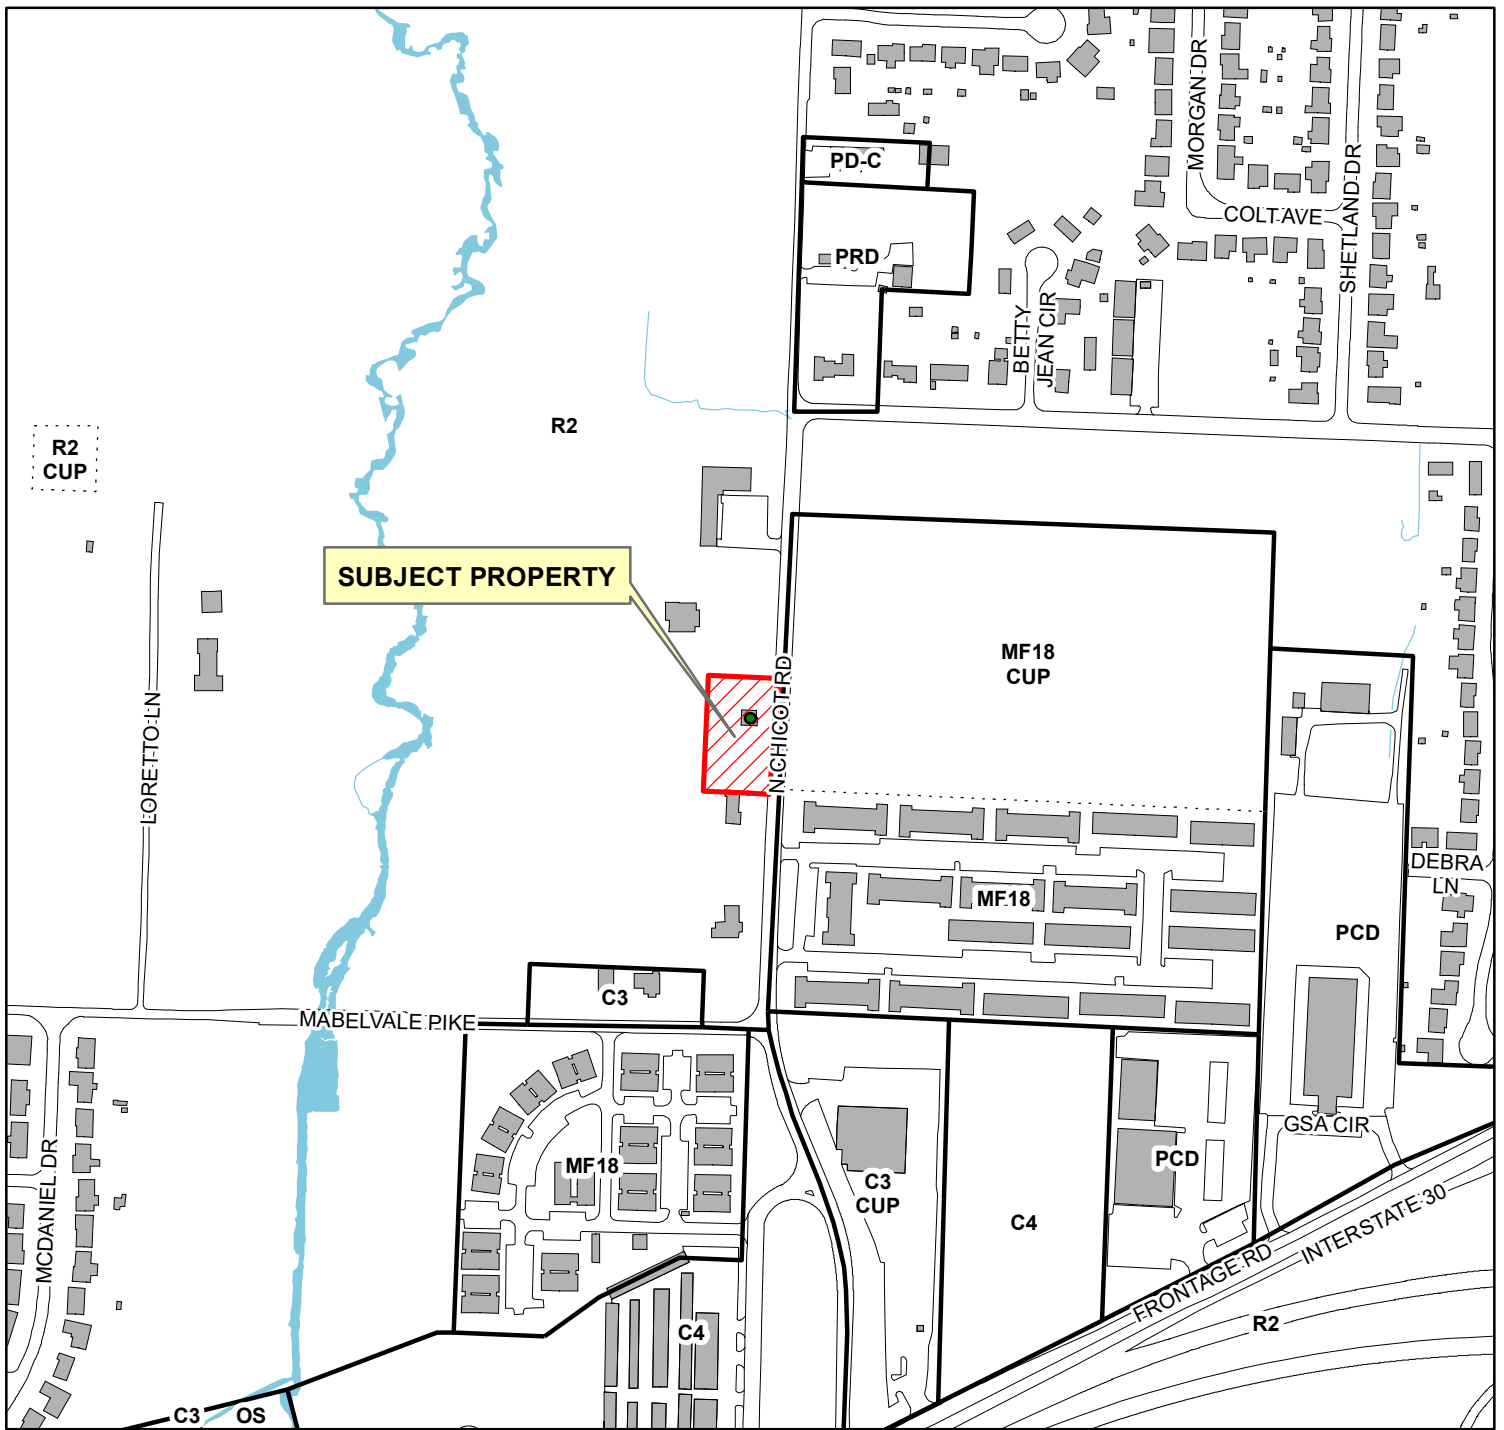 MORGAN DR
PD-C
SHETLAND DR
COLT AVE
PRD
BETTY
JEAN CIR
R2
R2
CUP
SUBJECT PROPERTY
MF18
CUP
N CHICOT RD
LORETTO LN
DEBRA
LN
MF18
PCD
C3
MABELVALE PIKE
GSA CIR
MF18
PCD
C3
CUP
MCDANIEL DR
C4
INTERSTATE 30
FRONTAGE RD
R2
C4
C3
OS